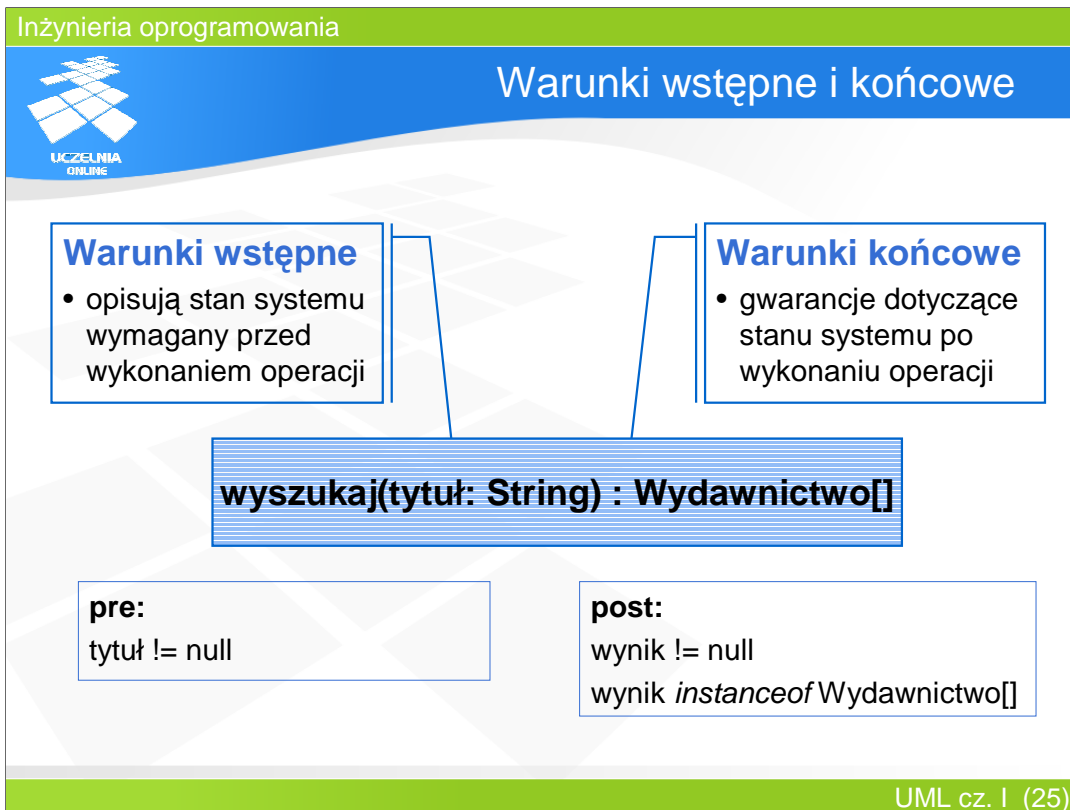 Inżynieria oprogramowania
Warunki wstępne i końcowe
UCZELNIA
ONLINE
Warunki wstępne
• opisują stan systemu
wymagany przed
wykonaniem operacji
Warunki końcowe
• gwarancje dotyczące
stanu systemu po
wykonaniu operacji
wyszukaj(tytuł: String) : Wydawnictwo[]
pre:
tytuł != null
post:
wynik != null
wynik instanceof Wydawnictwo[]
UML cz. I (25)